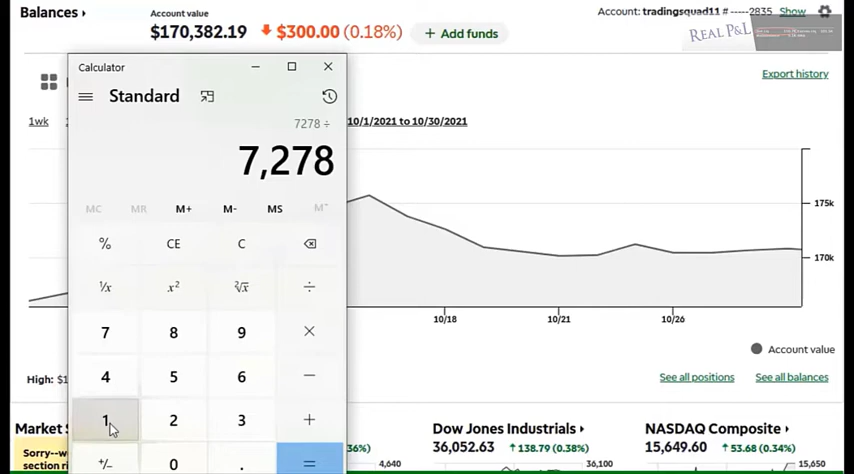 Balances
Account value
$170,382.19 $300.00 (0.18%)
+ Add funds
Account: tradingsquad11 # -----2835 Show
REAL P&L
Export history
Calculator
Standard
7278 ÷
7,278
MC MR M+ M- MS M˅
% CE C
¹/x x² ²√x ÷
7 8 9 ×
4 5 6 −
1 2 3 +
+/− 0 . =
1wk
10/1/2021 to 10/30/2021
175k
170k
10/18 10/21 10/26
Account value
High: $1
See all positions See all balances
Market S
Sorry--we
section ri
36%)
4,640
Dow Jones Industrials
36,052.63 138.79 (0.38%)
36,100
NASDAQ Composite
15,649.60 53.68 (0.34%)
15,650